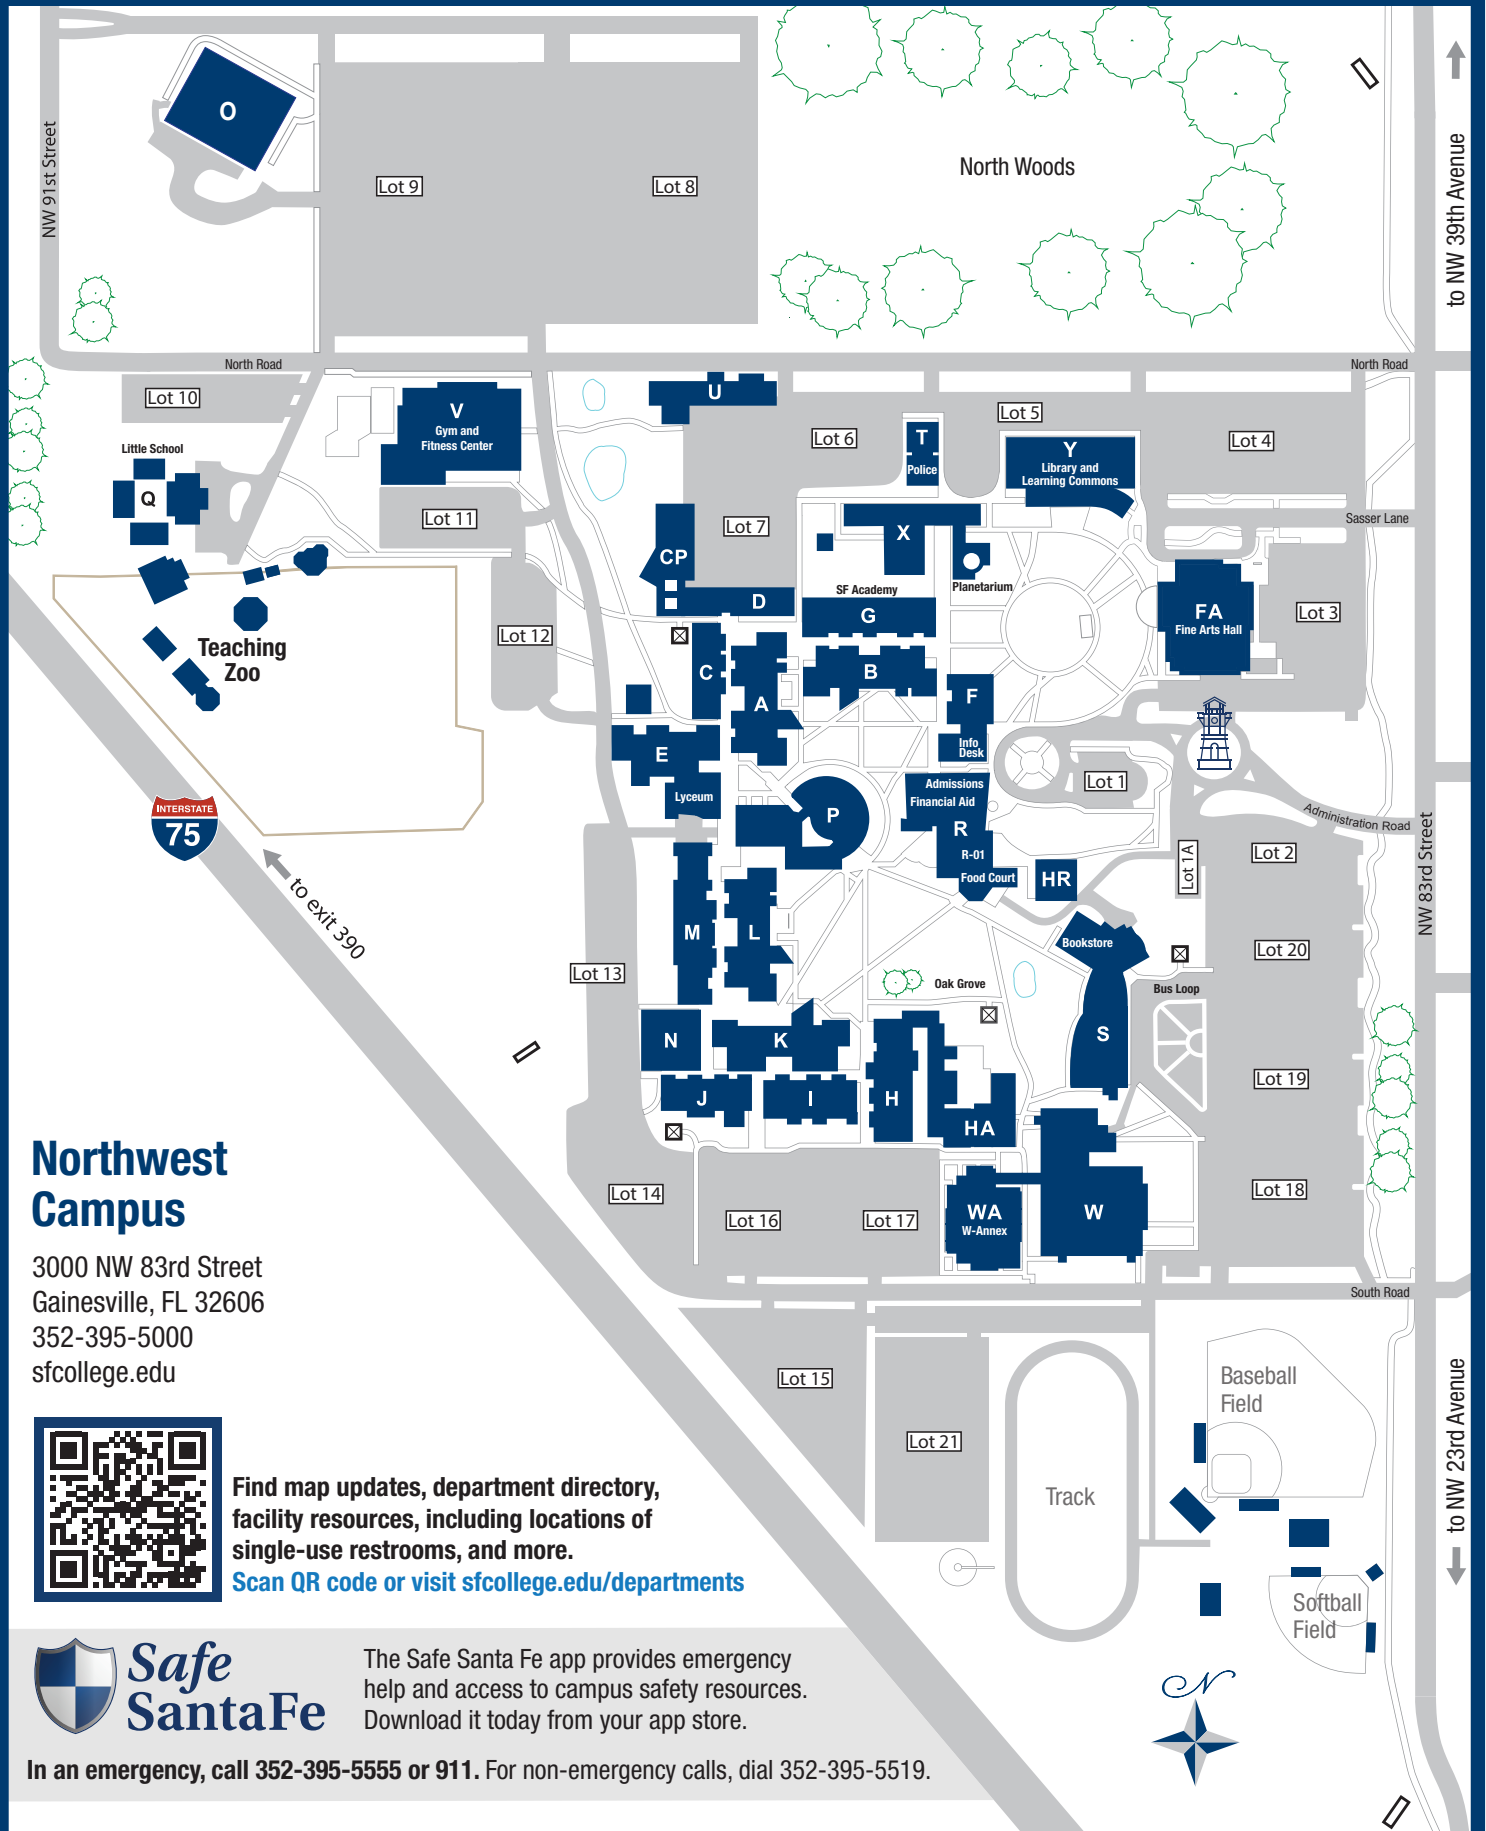 NW 91st Street
O
Lot 9
Lot 8
North Woods
to NW 39th Avenue
North Road
North Road
Lot 10
V
Gym and
Fitness Center
U
Lot 6
T
Police
Lot 5
Y
Library and
Learning Commons
Lot 4
Little School
Q
Lot 11
CP
Lot 7
X
Planetarium
Sasser Lane
SF Academy
D
G
FA
Fine Arts Hall
Lot 3
Teaching
Zoo
Lot 12
C
A
B
F
Info
Desk
E
Lyceum
P
Admissions
Financial Aid
R
R-01
Food Court
Lot 1
Administration Road
NW 83rd Street
INTERSTATE
75
to exit 390
HR
Lot 1A
Lot 2
M
L
Bookstore
Lot 20
Lot 13
Oak Grove
Bus Loop
N
K
S
J
I
H
HA
Lot 19
Northwest
Campus
3000 NW 83rd Street
Gainesville, FL 32606
352-395-5000
sfcollege.edu
Lot 14
Lot 16
Lot 17
WA
W-Annex
W
Lot 18
South Road
Lot 15
Lot 21
Track
Baseball
Field
Softball
Field
to NW 23rd Avenue
Find map updates, department directory,
facility resources, including locations of
single-use restrooms, and more.
Scan QR code or visit sfcollege.edu/departments
N
Safe
SantaFe
The Safe Santa Fe app provides emergency
help and access to campus safety resources.
Download it today from your app store.
In an emergency, call 352-395-5555 or 911. For non-emergency calls, dial 352-395-5519.